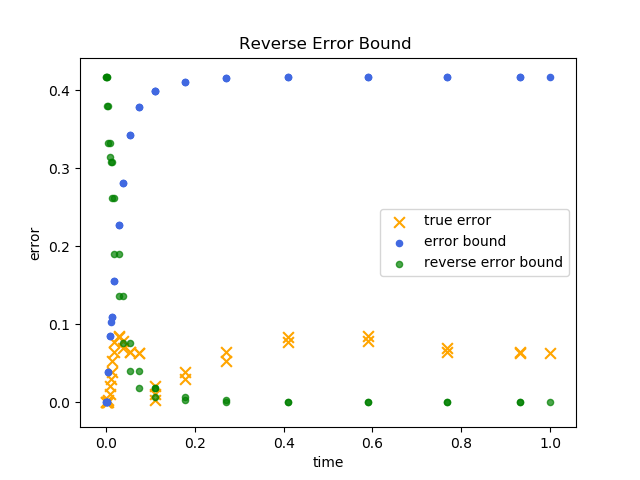 Reverse Error Bound
error
0.4
0.3
0.2
0.1
0.0
true error
error bound
reverse error bound
0.0 0.2 0.4 0.6 0.8 1.0
time